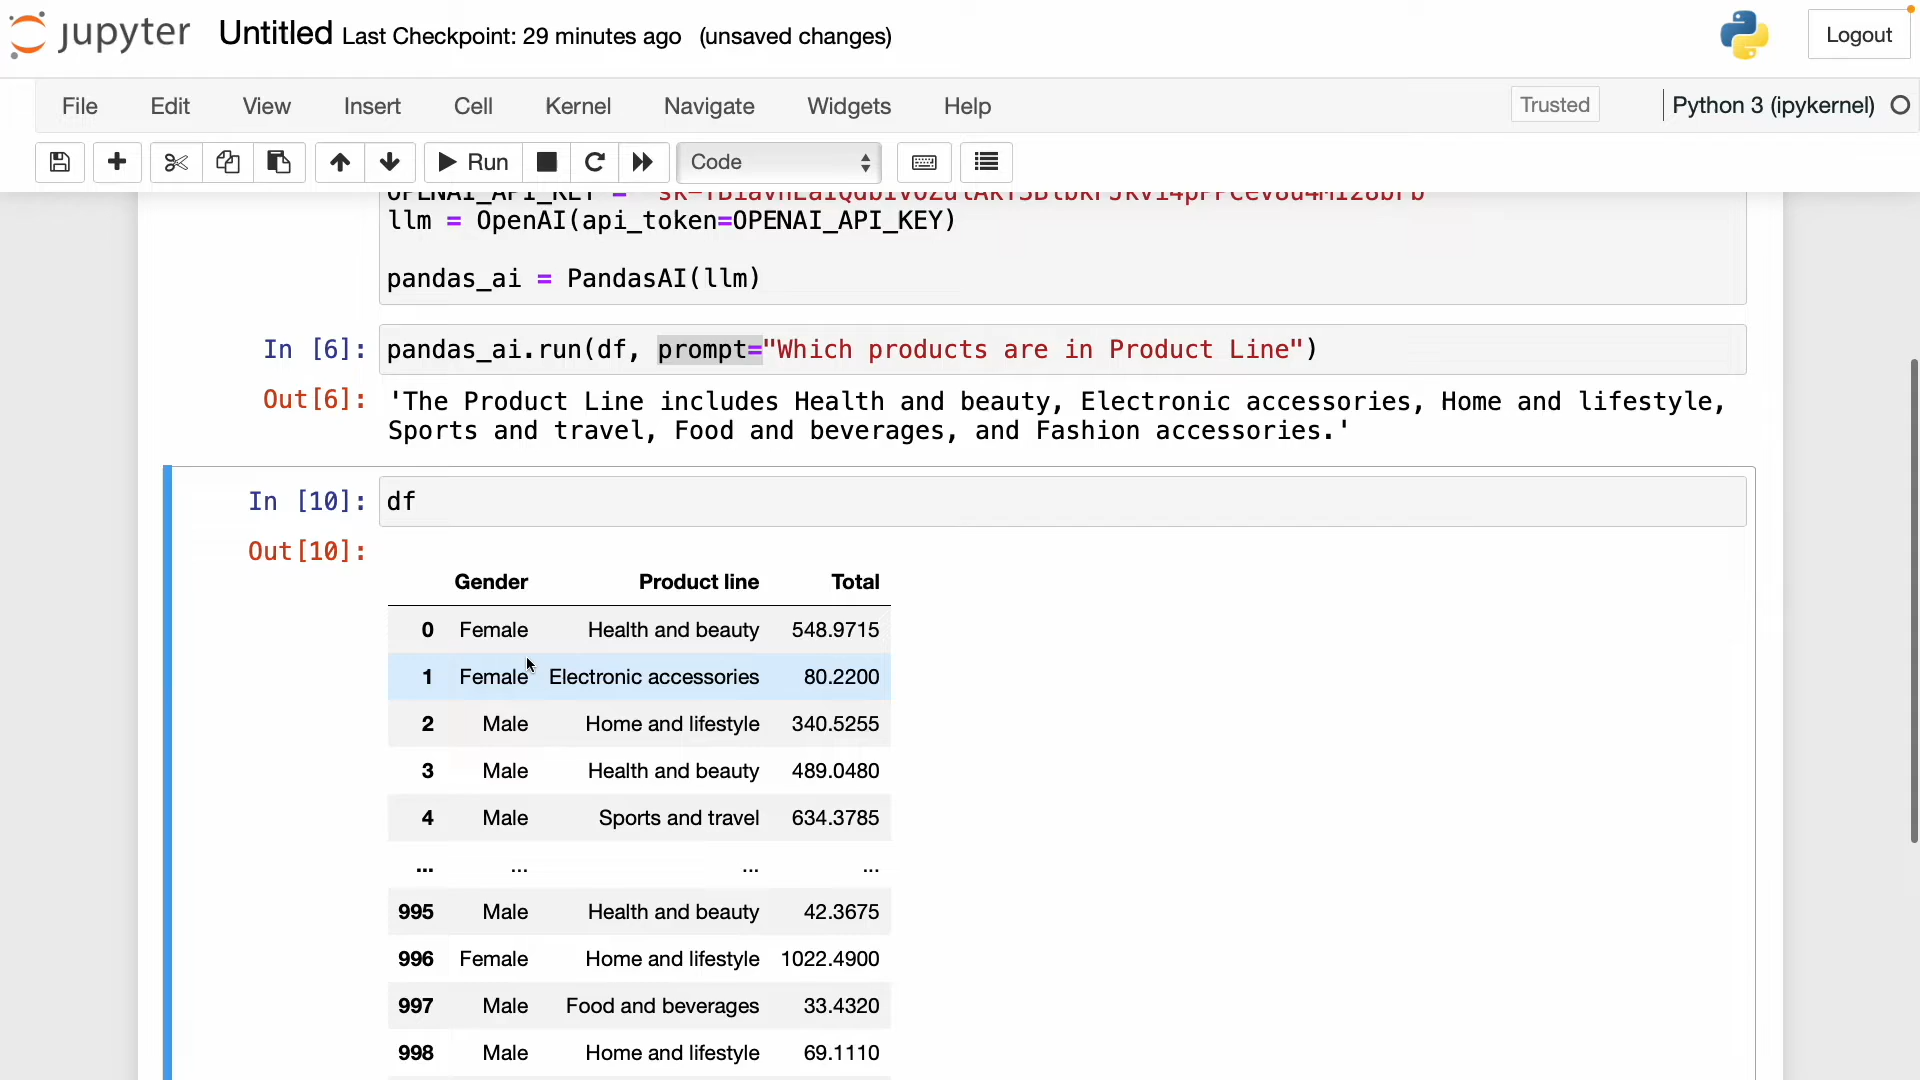 jupyter Untitled Last Checkpoint: 29 minutes ago (unsaved changes) Logout
File Edit View Insert Cell Kernel Navigate Widgets Help Trusted Python 3 (ipykernel)
Run Code
OPENAI_API_KEY =
llm = OpenAI(api_token=OPENAI_API_KEY)
pandas_ai = PandasAI(llm)
In [6]: pandas_ai.run(df, prompt="Which products are in Product Line")
Out[6]: 'The Product Line includes Health and beauty, Electronic accessories, Home and lifestyle,
Sports and travel, Food and beverages, and Fashion accessories.'
In [10]: df
Out[10]:
Gender Product line Total
0 Female Health and beauty 548.9715
1 Female Electronic accessories 80.2200
2 Male Home and lifestyle 340.5255
3 Male Health and beauty 489.0480
4 Male Sports and travel 634.3785
... ... ... ...
995 Male Health and beauty 42.3675
996 Female Home and lifestyle 1022.4900
997 Male Food and beverages 33.4320
998 Male Home and lifestyle 69.1110